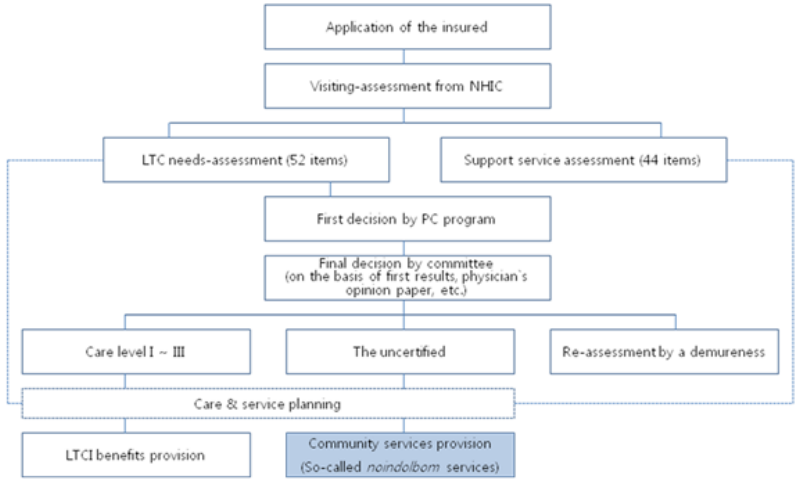 Application of the insured
Visiting-assessment from NHIC
LTC needs-assessment (52 items)
Support service assessment (44 items)
First decision by PC program
Final decision by committee
(on the basis of first results, physician`s
opinion paper, etc.)
Care level I ~ III
The uncertified
Re-assessment by a demureness
Care & service planning
LTCI benefits provision
Community services provision
(So-called noindolbom services)